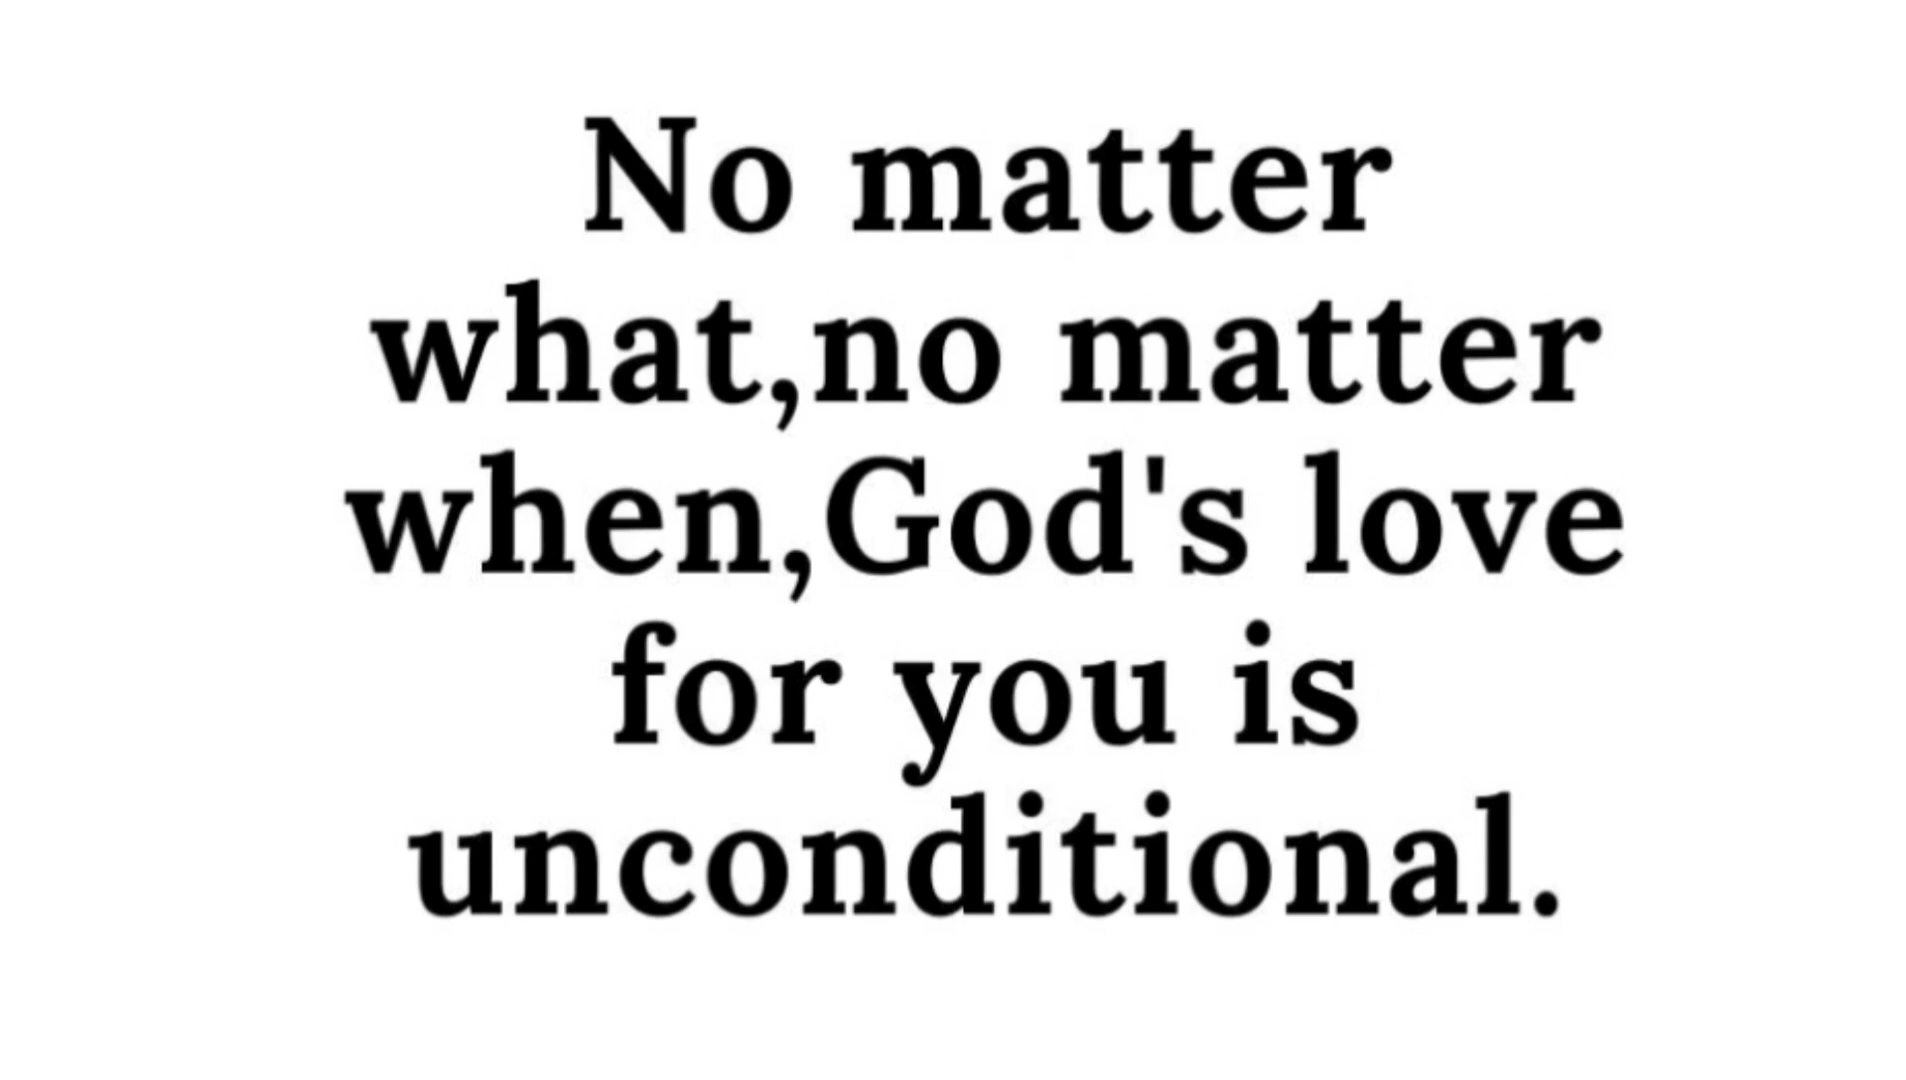 No matter
what,no matter
when,God's love
for you is
unconditional.